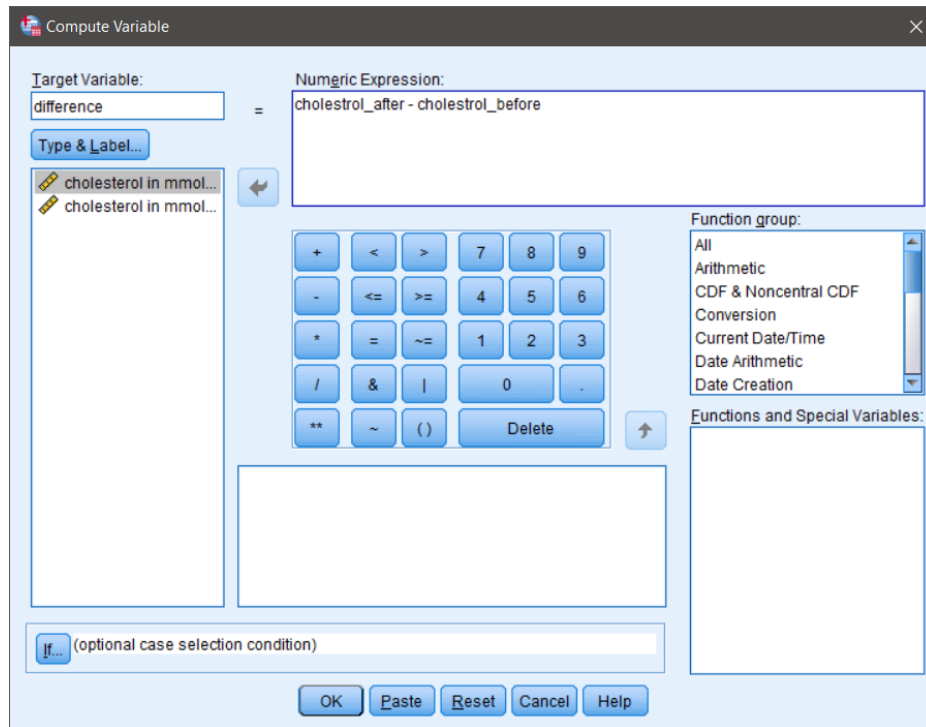 Compute Variable
Target Variable:
difference
=
Numeric Expression:
cholestrol_after - cholestrol_before
Type & Label...
cholesterol in mmol...
cholesterol in mmol...
+ < > 7 8 9
- <= >= 4 5 6
* = ~= 1 2 3
/ & | 0 .
** ~ ( ) Delete
Function group:
All
Arithmetic
CDF & Noncentral CDF
Conversion
Current Date/Time
Date Arithmetic
Date Creation
Functions and Special Variables:
If... (optional case selection condition)
OK Paste Reset Cancel Help